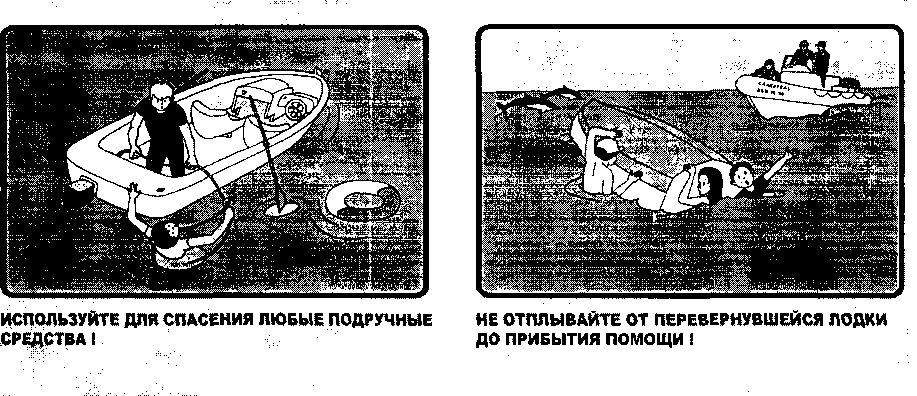 ИСПОЛЬЗУЙТЕ ДЛЯ СПАСЕНИЯ ЛЮБЫЕ ПОДРУЧНЫЕ
СРЕДСТВА !
НЕ ОТПЛЫВАЙТЕ ОТ ПЕРЕВЕРНУВШЕЙСЯ ЛОДКИ
ДО ПРИБЫТИЯ ПОМОЩИ !